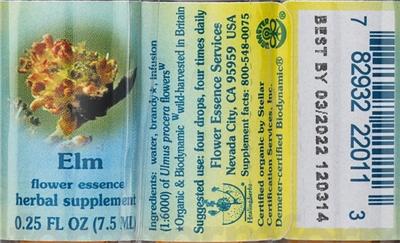 Elm
flower essence
herbal supplement
0.25 FL OZ (7.5 ML)
Ingredients: water, brandy*, infusion
(1:6000) of Ulmus procera flowersᵂ
*Organic & Biodynamic ᵂwild-harvested in Britain
Suggested use: four drops, four times daily
Flower Essence Services
Nevada City, CA 95959 USA
Supplement facts: 800-548-0075
Healingherbs
Certified organic by Stellar
Certification Services, Inc.
Demeter-certified Biodynamic®
BEST BY 03/2022 120314
7 82932 22011 3